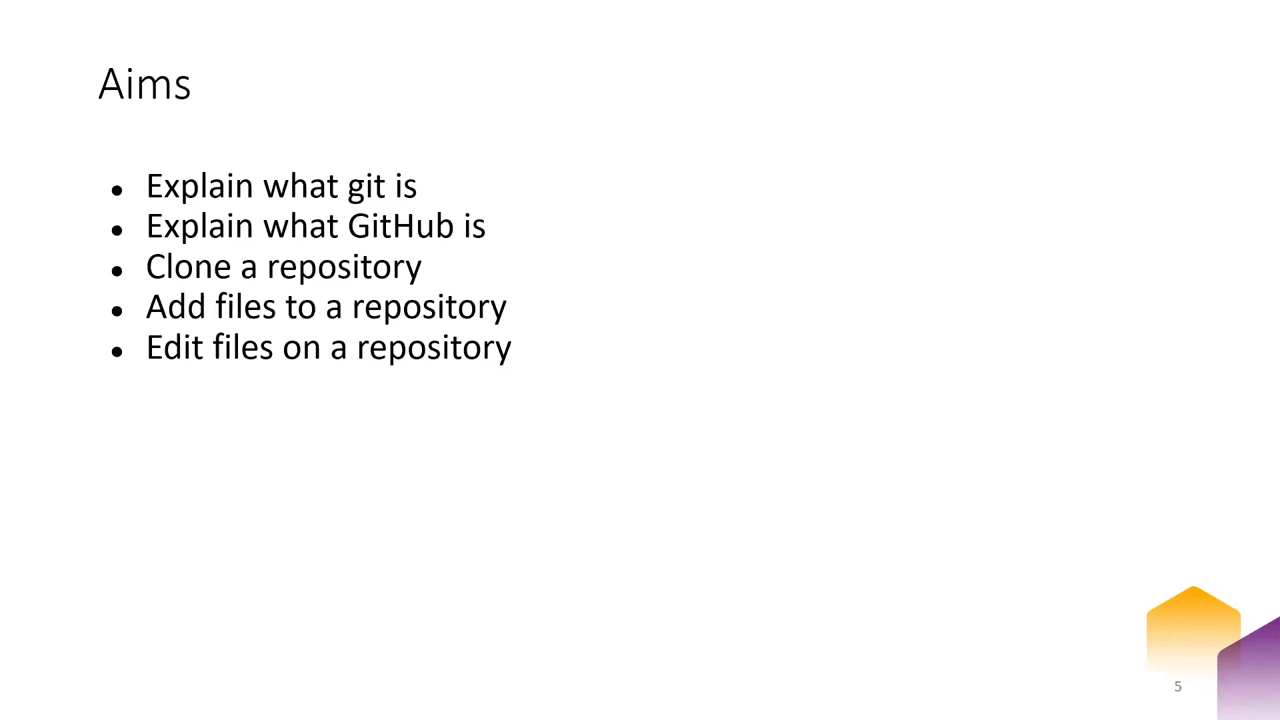 Aims
• Explain what git is
• Explain what GitHub is
• Clone a repository
• Add files to a repository
• Edit files on a repository
5